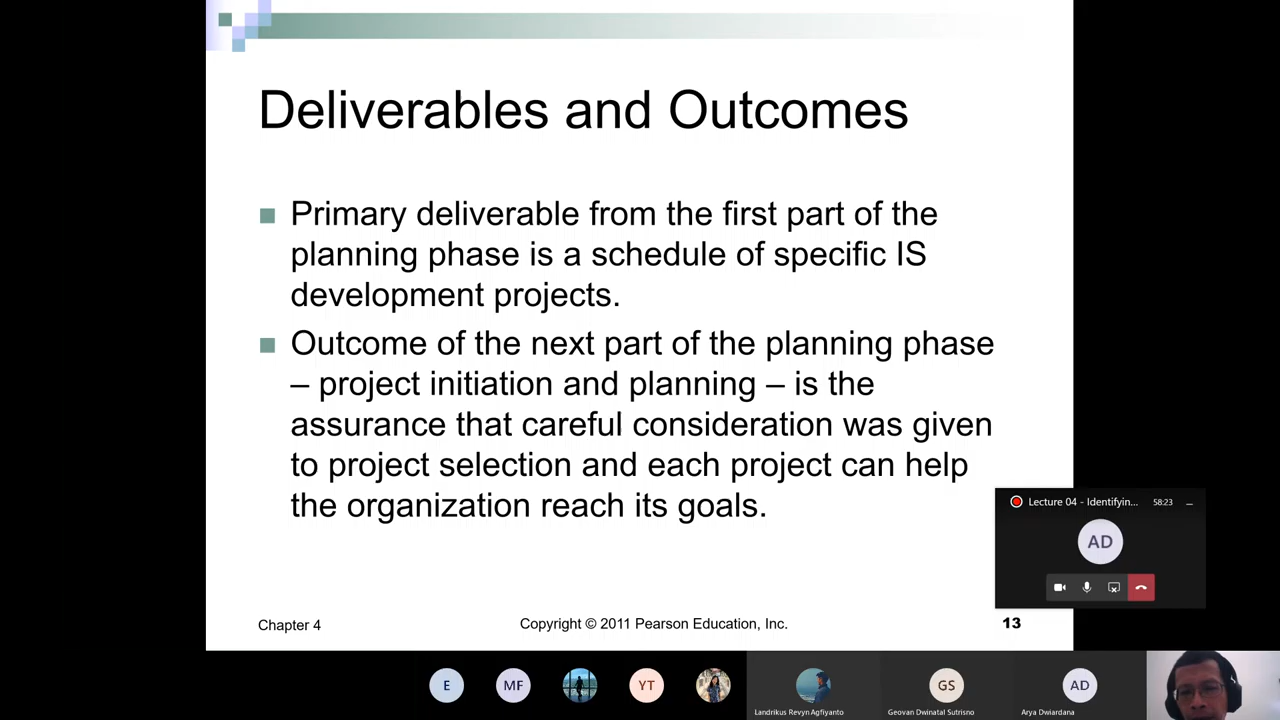 Deliverables and Outcomes
Primary deliverable from the first part of the
planning phase is a schedule of specific IS
development projects.
Outcome of the next part of the planning phase
– project initiation and planning – is the
assurance that careful consideration was given
to project selection and each project can help
the organization reach its goals.
Lecture 04 - Identifyin...
58:23
AD
Chapter 4
Copyright © 2011 Pearson Education, Inc.
13
E
MF
YT
GS
AD
Landrikus Revyn Agfiyanto
Geovan Dwinatal Sutrisno
Arya Dwiardana